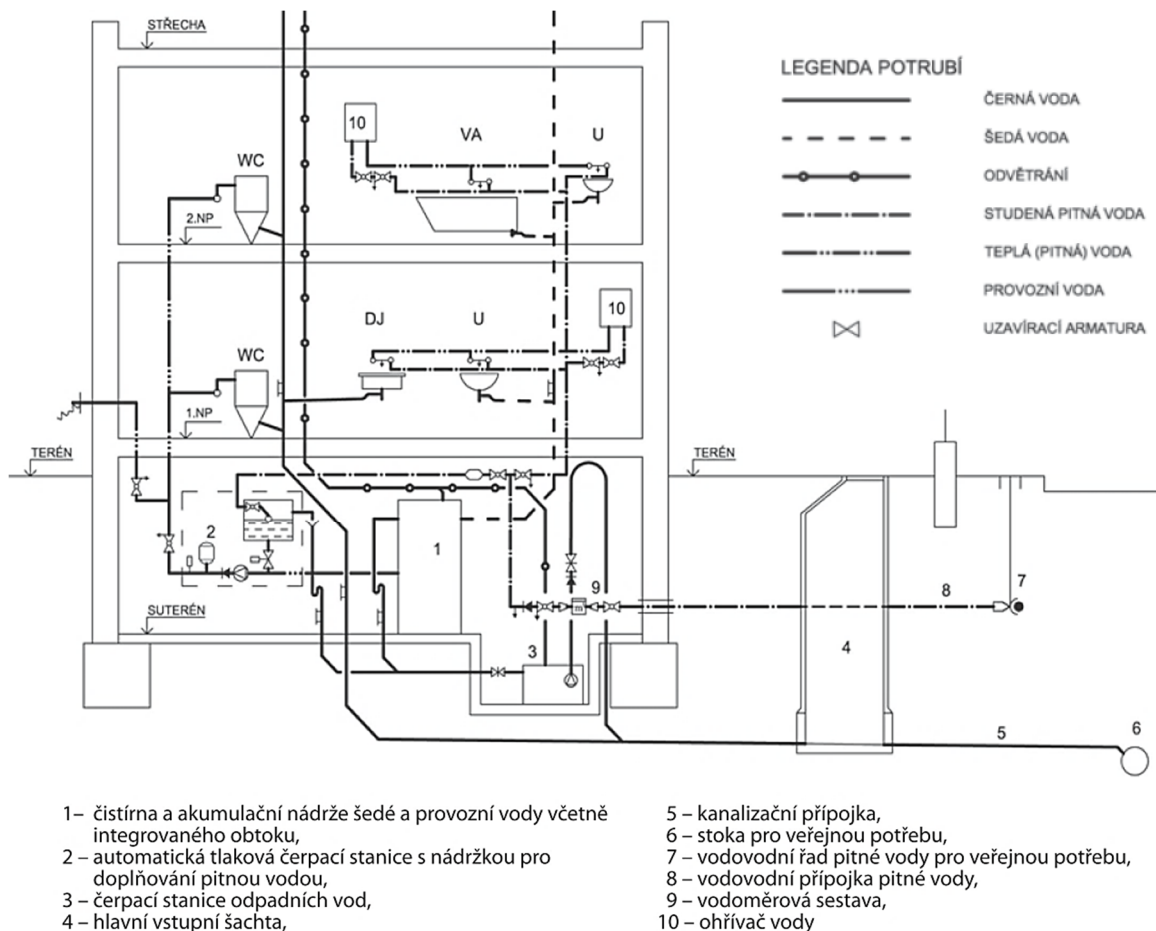 STŘECHA
10
VA
U
WC
2.NP
DJ
U
10
WC
1.NP
TERÉN
TERÉN
2
1
9
m
8
7
SUTERÉN
3
4
5
6
LEGENDA POTRUBÍ
ČERNÁ VODA
ŠEDÁ VODA
ODVĚTRÁNÍ
STUDENÁ PITNÁ VODA
TEPLÁ (PITNÁ) VODA
PROVOZNÍ VODA
UZAVÍRACÍ ARMATURA
1– čistírna a akumulační nádrže šedé a provozní vody včetně
integrovaného obtoku,
2 – automatická tlaková čerpací stanice s nádržkou pro
doplňování pitnou vodou,
3 – čerpací stanice odpadních vod,
4 – hlavní vstupní šachta,
5 – kanalizační přípojka,
6 – stoka pro veřejnou potřebu,
7 – vodovodní řad pitné vody pro veřejnou potřebu,
8 – vodovodní přípojka pitné vody,
9 – vodoměrová sestava,
10 – ohřívač vody